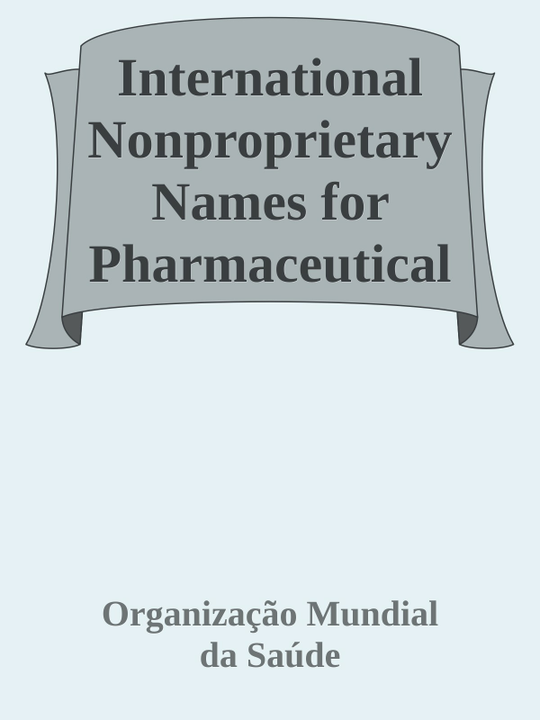 International
Nonproprietary
Names for
Pharmaceutical
Organização Mundial
da Saúde